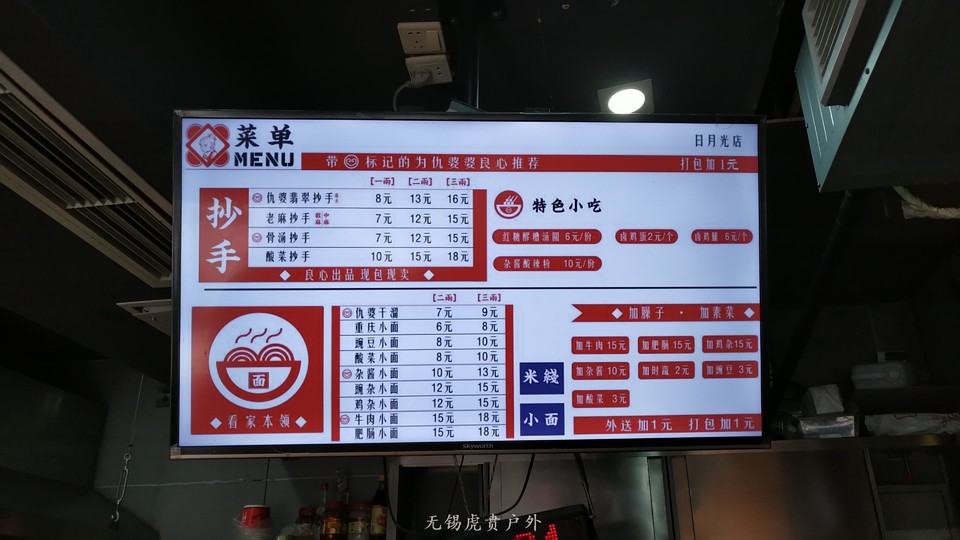 菜单
MENU
日月光店
带 标记的为仇婆婆良心推荐 打包加1元
抄手
【一两】 【二两】 【三两】
仇婆翡翠抄手 8元 13元 16元
老麻抄手 7元 12元 15元
骨汤抄手 7元 12元 15元
酸菜抄手 10元 15元 18元
良心出品 现包现卖
特色小吃
红糖醪糟汤圆 6元/份 卤鸡蛋2元/个 卤鸡腿 6元/个
杂酱酸辣粉 10元/份
面
看家本领
【二两】 【三两】
仇婆干溜 7元 9元
重庆小面 6元 8元
豌豆小面 8元 10元
酸菜小面 8元 10元
杂酱小面 10元 13元
豌杂小面 12元 15元
鸡杂小面 12元 15元
牛肉小面 15元 18元
肥肠小面 15元 18元
米线
小面
加臊子 · 加素菜
加牛肉 15元 加肥肠 15元 加鸡杂15元
加杂酱 10元 加时蔬 2元 加豌豆 3元
加酸菜 3元
外送加1元 打包加1元
Skyworth
无锡虎贲户外